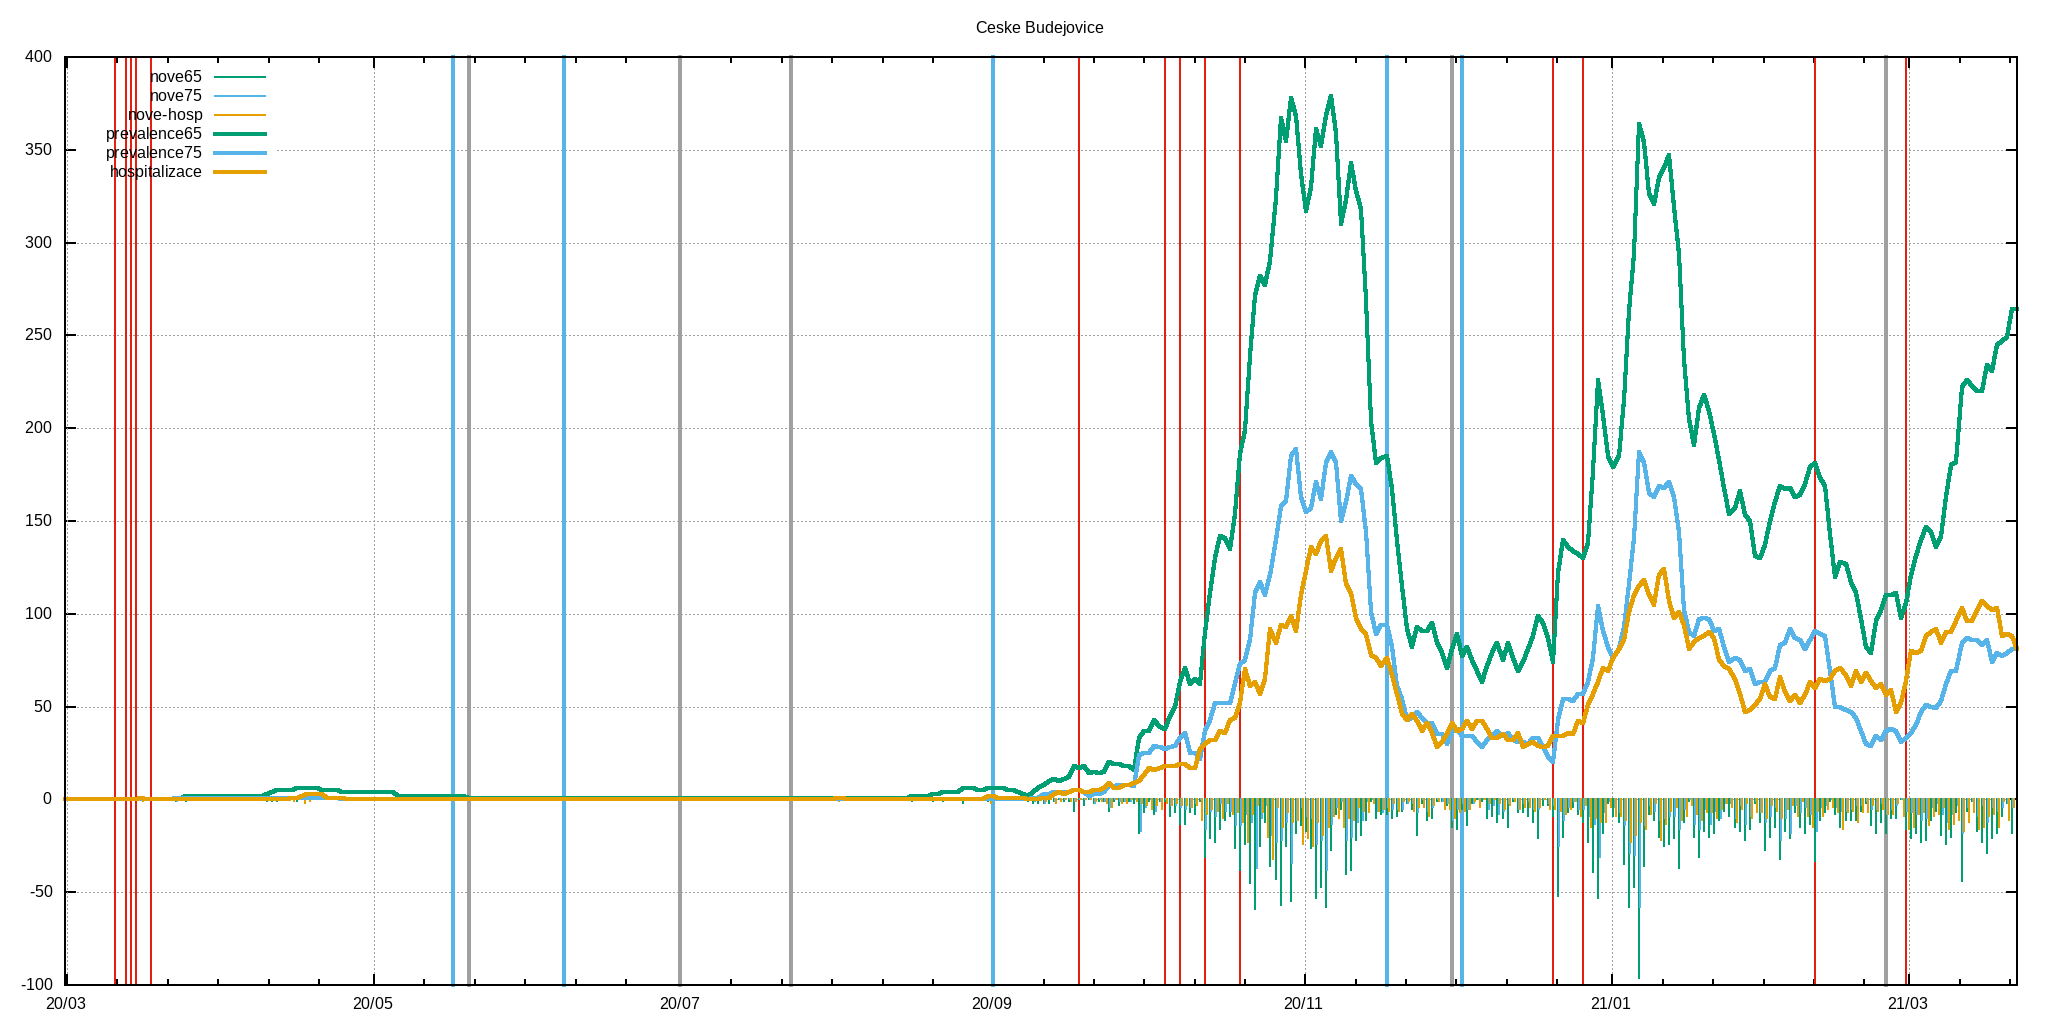 Ceske Budejovice
400
350
300
250
200
150
100
50
0
-50
-100
nove65
nove75
nove-hosp
prevalence65
prevalence75
hospitalizace
20/03 20/05 20/07 20/09 20/11 21/01 21/03